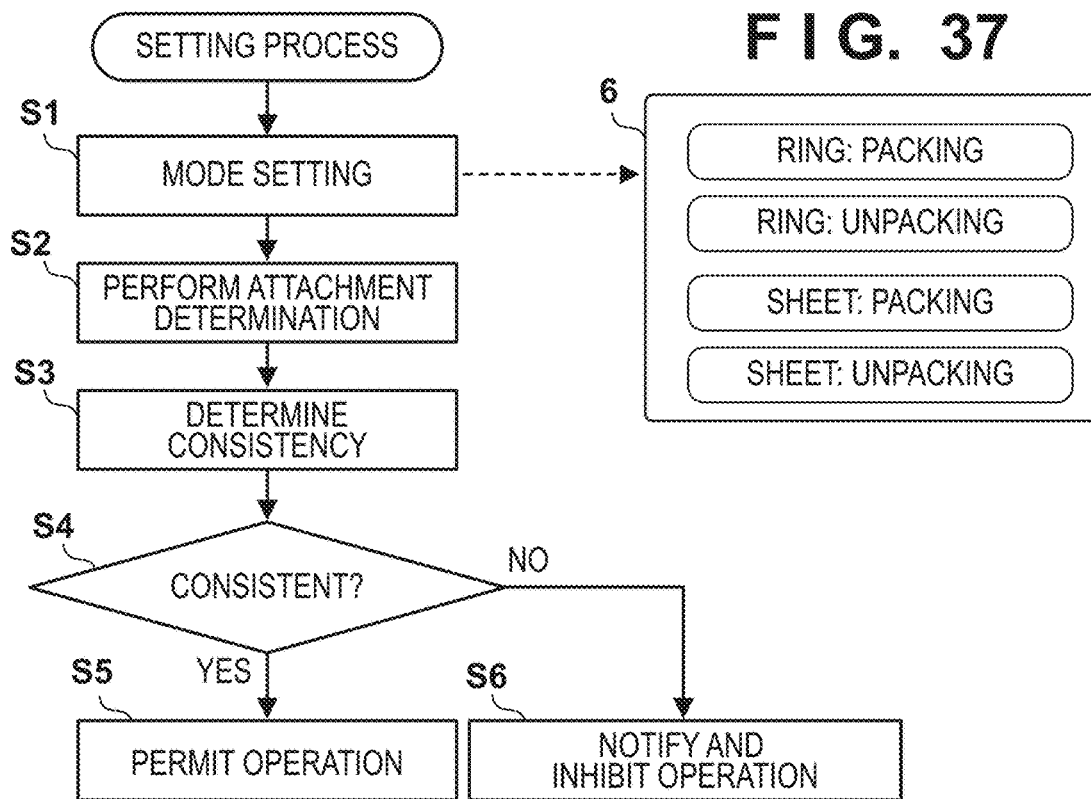 FIG. 37
SETTING PROCESS
S1
MODE SETTING
6
RING: PACKING
RING: UNPACKING
SHEET: PACKING
SHEET: UNPACKING
S2
PERFORM ATTACHMENT
DETERMINATION
S3
DETERMINE
CONSISTENCY
S4
CONSISTENT?
NO
YES
S5
PERMIT OPERATION
S6
NOTIFY AND
INHIBIT OPERATION